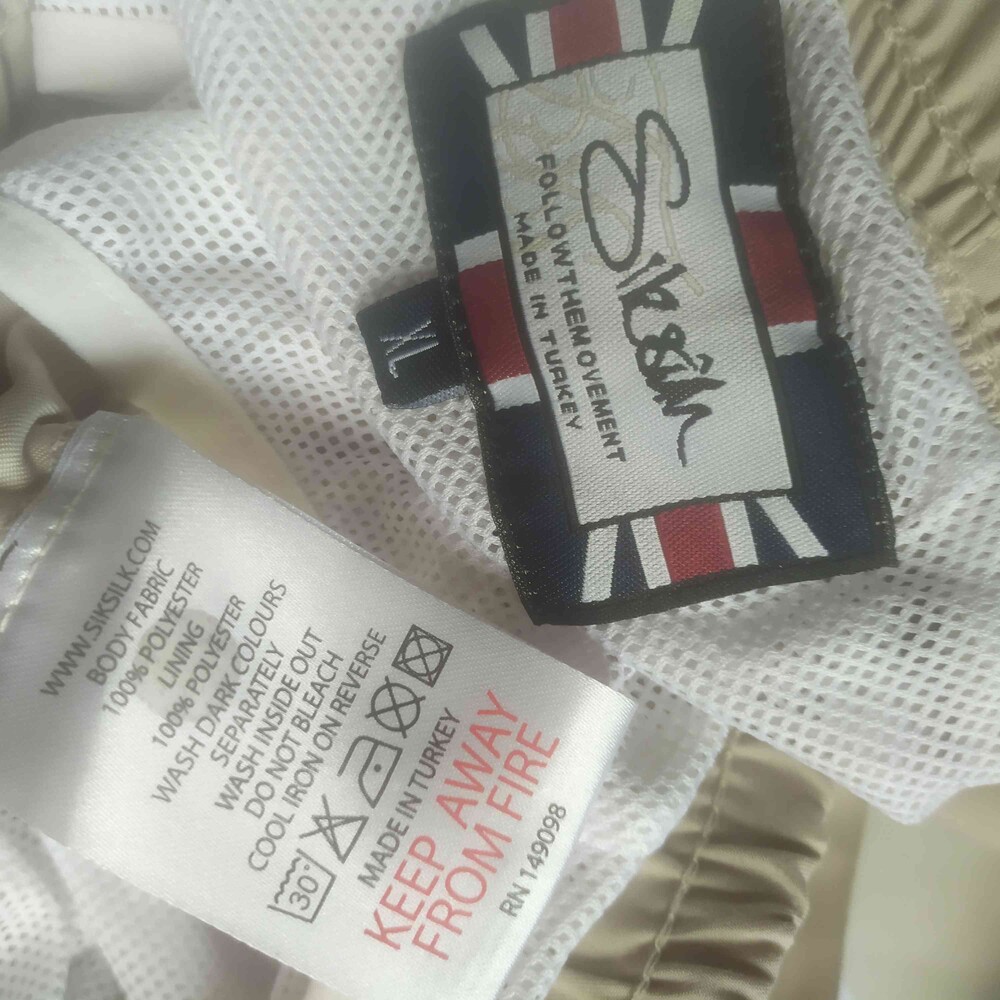 SikSilk
FOLLOWTHEMOVEMENT
MADE IN TURKEY
XL
WWW.SIKSILK.COM
BODY FABRIC
100% POLYESTER
LINING
100% POLYESTER
WASH DARK COLOURS
SEPARATELY
WASH INSIDE OUT
DO NOT BLEACH
COOL IRON ON REVERSE
30°
MADE IN TURKEY
KEEP AWAY
FROM FIRE
RN 149098